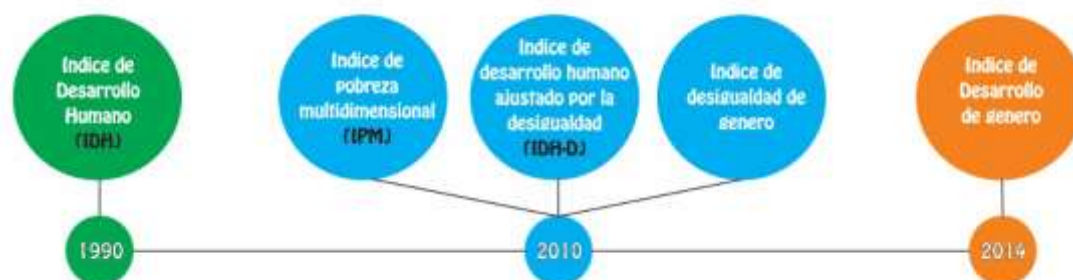 Indice de
Desarrollo
Humano
(IDH)
Indice de
pobreza
multidimensional
(IPM)
Indice de
desarrollo humano
ajustado por la
desigualdad
(IDH-D)
Indice de
desigualdad de
genero
Indice de
Desarrollo
de genero
1990
2010
2014